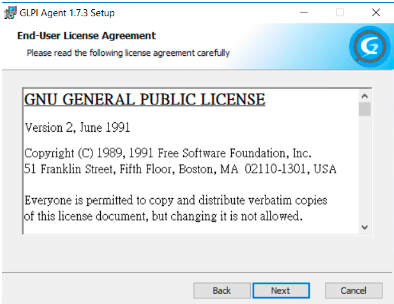 GLPI Agent 1.7.3 Setup
End-User License Agreement
Please read the following license agreement carefully
GNU GENERAL PUBLIC LICENSE
Version 2, June 1991
Copyright (C) 1989, 1991 Free Software Foundation, Inc.
51 Franklin Street, Fifth Floor, Boston, MA  02110-1301, USA
Everyone is permitted to copy and distribute verbatim copies
of this license document, but changing it is not allowed.
Back Next Cancel